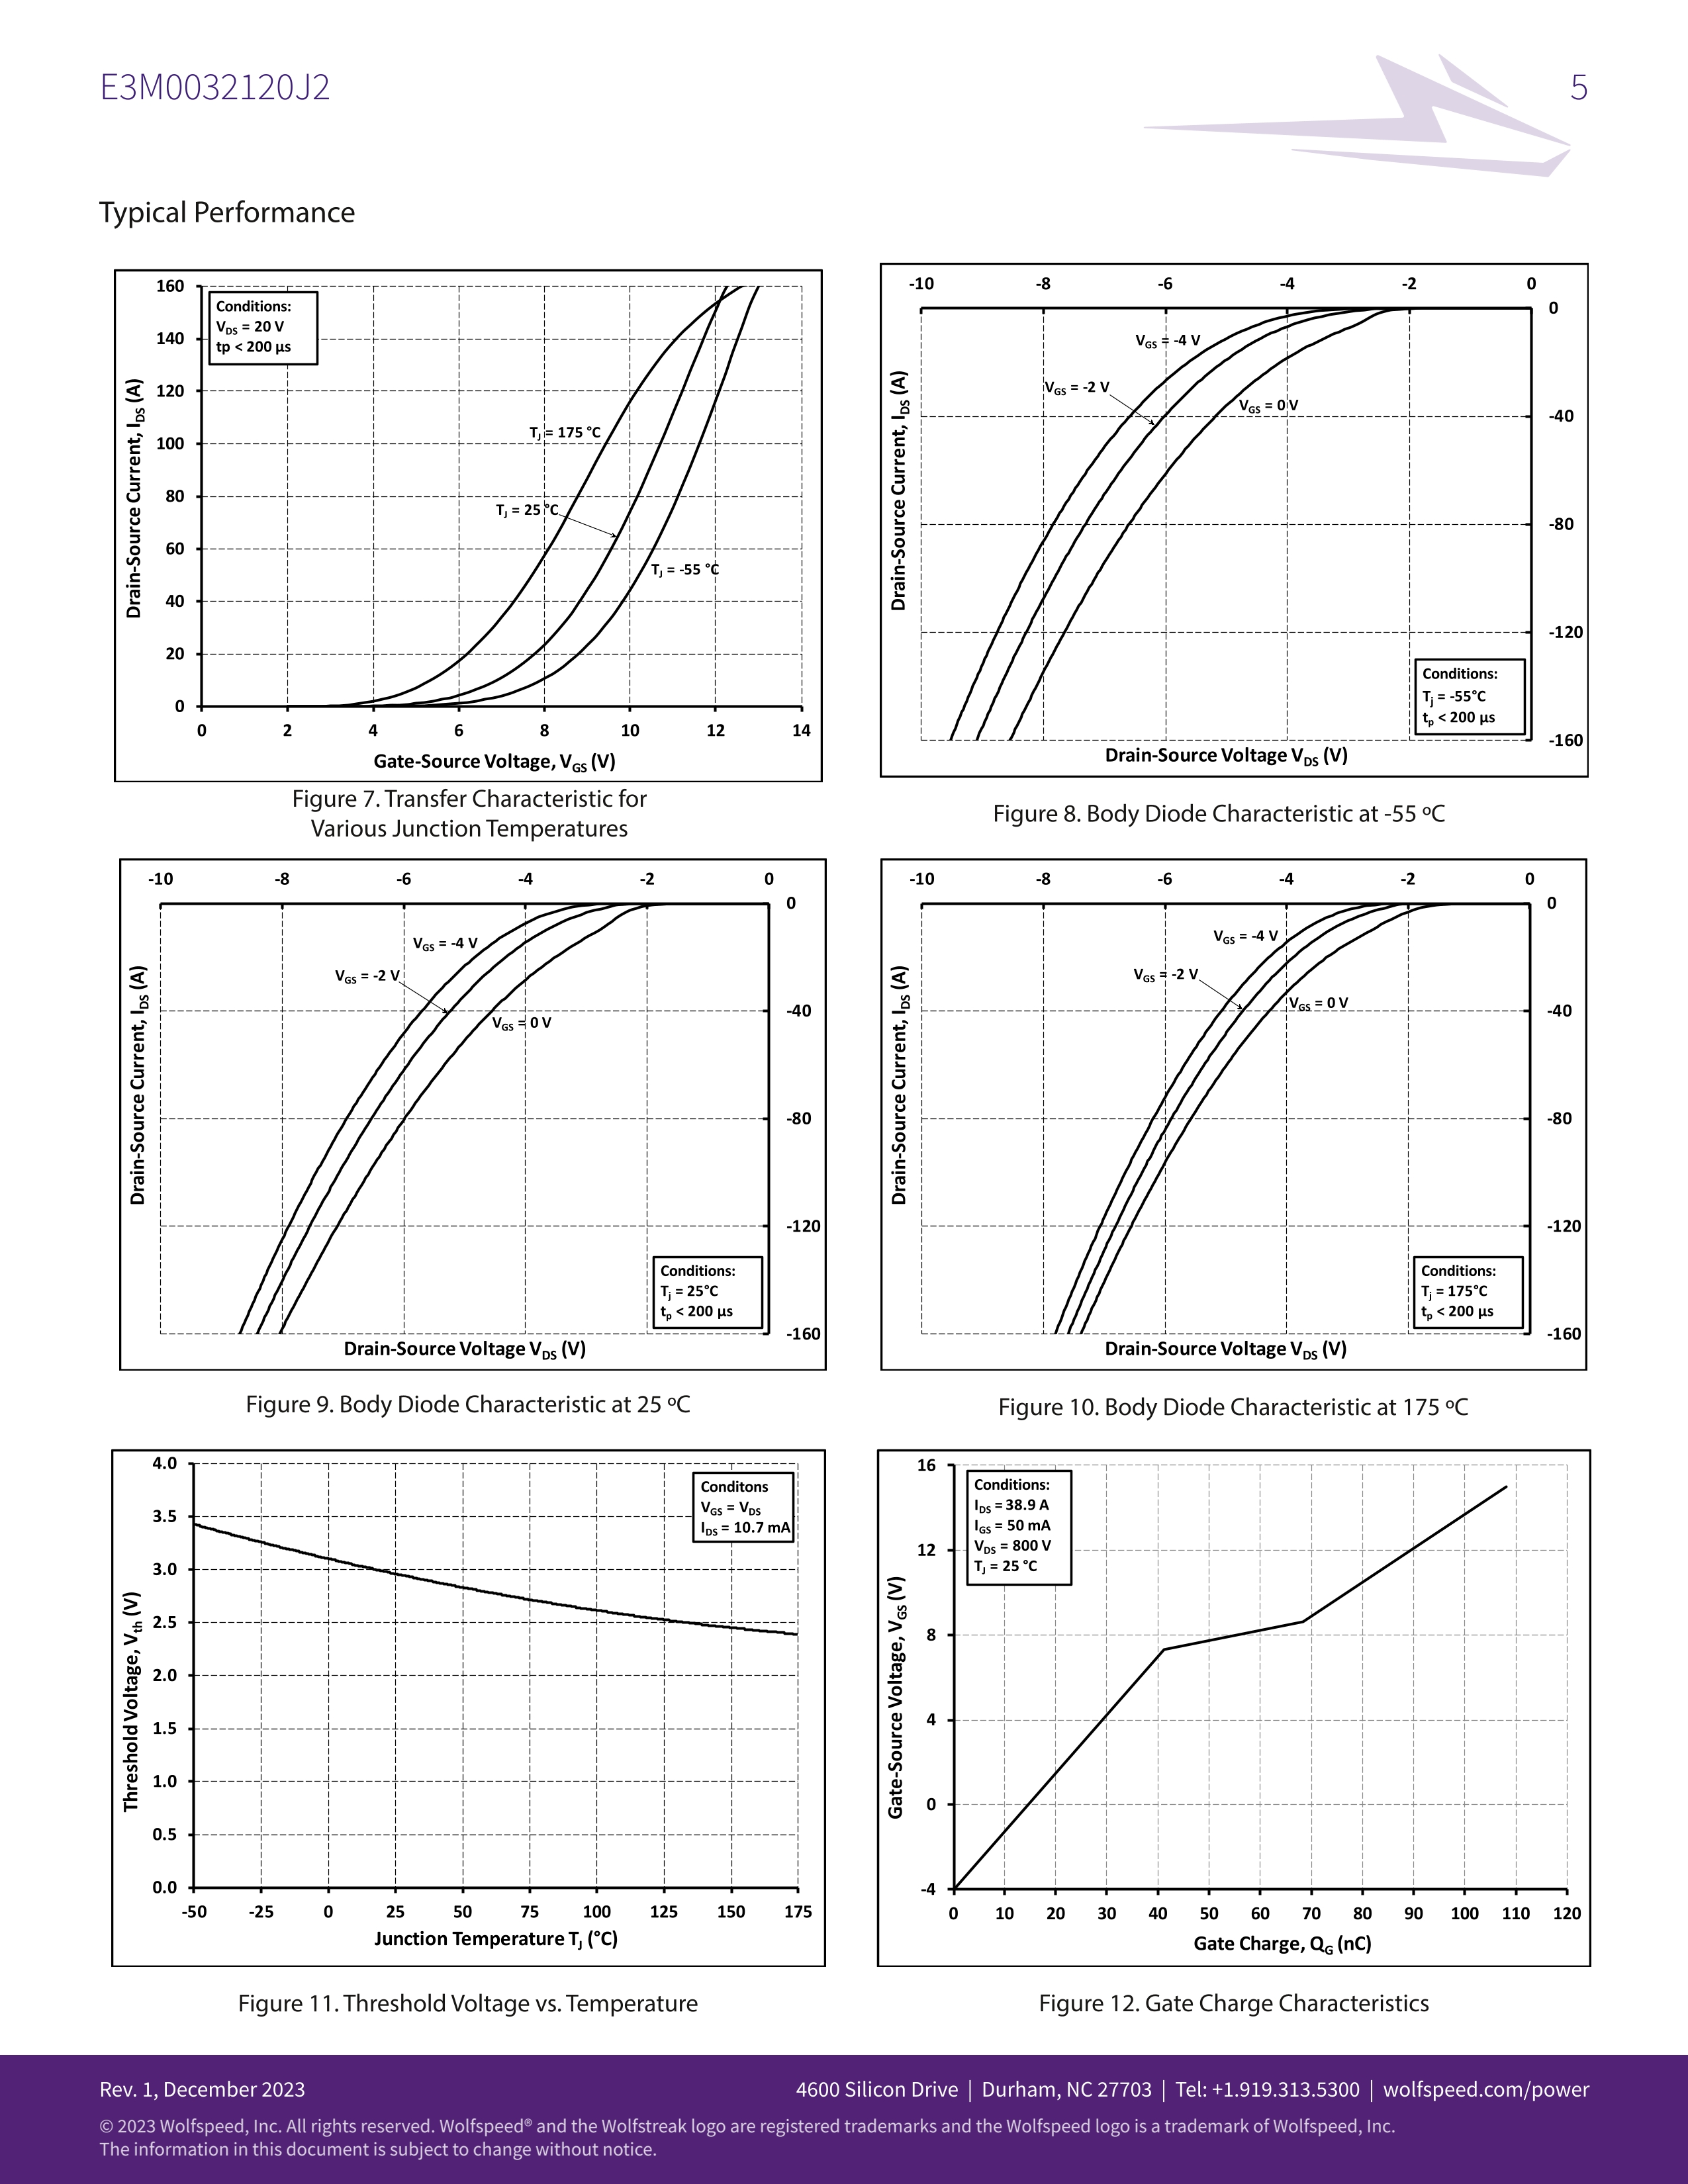 E3M0032120J2
5
Typical Performance
160
140
120
100
80
60
40
20
0
0 2 4 6 8 10 12 14
Drain-Source Current, IDS (A)
Gate-Source Voltage, VGS (V)
Conditions:
VDS = 20 V
tp < 200 µs
TJ = 175 °C
TJ = 25 °C
TJ = -55 °C
Figure 7. Transfer Characteristic for
Various Junction Temperatures
-10 -8 -6 -4 -2 0
0
-40
-80
-120
-160
Drain-Source Current, IDS (A)
Drain-Source Voltage VDS (V)
VGS = -4 V
VGS = -2 V
VGS = 0 V
Conditions:
Tj = -55°C
tp < 200 µs
Figure 8. Body Diode Characteristic at -55 ºC
-10 -8 -6 -4 -2 0
0
-40
-80
-120
-160
Drain-Source Current, IDS (A)
Drain-Source Voltage VDS (V)
VGS = -4 V
VGS = -2 V
VGS = 0 V
Conditions:
Tj = 25°C
tp < 200 µs
Figure 9. Body Diode Characteristic at 25 ºC
-10 -8 -6 -4 -2 0
0
-40
-80
-120
-160
Drain-Source Current, IDS (A)
Drain-Source Voltage VDS (V)
VGS = -4 V
VGS = -2 V
VGS = 0 V
Conditions:
Tj = 175°C
tp < 200 µs
Figure 10. Body Diode Characteristic at 175 ºC
4.0
3.5
3.0
2.5
2.0
1.5
1.0
0.5
0.0
-50 -25 0 25 50 75 100 125 150 175
Threshold Voltage, Vth (V)
Junction Temperature TJ (°C)
Conditons
VGS = VDS
IDS = 10.7 mA
Figure 11. Threshold Voltage vs. Temperature
16
12
8
4
0
-4
0 10 20 30 40 50 60 70 80 90 100 110 120
Gate-Source Voltage, VGS (V)
Gate Charge, QG (nC)
Conditions:
IDS = 38.9 A
IGS = 50 mA
VDS = 800 V
TJ = 25 °C
Figure 12. Gate Charge Characteristics
Rev. 1, December 2023
4600 Silicon Drive | Durham, NC 27703 | Tel: +1.919.313.5300 | wolfspeed.com/power
© 2023 Wolfspeed, Inc. All rights reserved. Wolfspeed® and the Wolfstreak logo are registered trademarks and the Wolfspeed logo is a trademark of Wolfspeed, Inc.
The information in this document is subject to change without notice.